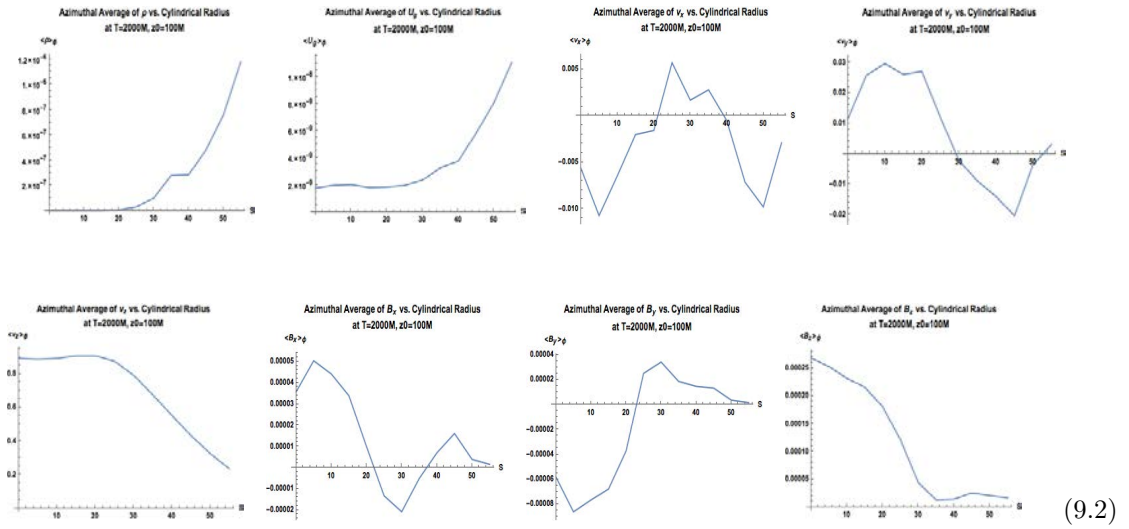 Azimuthal Average of ρ vs. Cylindrical Radius
at T=2000M, z0=100M
<ρ>ϕ
1.2×10⁻⁶
1.×10⁻⁶
8.×10⁻⁷
6.×10⁻⁷
4.×10⁻⁷
2.×10⁻⁷
10 20 30 40 50
Azimuthal Average of Ug vs. Cylindrical Radius
at T=2000M, z0=100M
<Ug>ϕ
1.×10⁻⁸
8.×10⁻⁹
6.×10⁻⁹
4.×10⁻⁹
2.×10⁻⁹
10 20 30 40 50
Azimuthal Average of vx vs. Cylindrical Radius
at T=2000M, z0=100M
<vx>ϕ
0.005
-0.005
-0.010
10 20 30 40 50
S
Azimuthal Average of vy vs. Cylindrical Radius
at T=2000M, z0=100M
<vy>ϕ
0.03
0.02
0.01
-0.01
-0.02
10 20 30 40 50
S
Azimuthal Average of vz vs. Cylindrical Radius
at T=2000M, z0=100M
<vz>ϕ
0.8
0.6
0.4
0.2
10 20 30 40 50
Azimuthal Average of Bx vs. Cylindrical Radius
at T=2000M, z0=100M
<Bx>ϕ
0.00005
0.00004
0.00003
0.00002
0.00001
-0.00001
-0.00002
10 20 30 40 50
S
Azimuthal Average of By vs. Cylindrical Radius
at T=2000M, z0=100M
<By>ϕ
0.00004
0.00002
-0.00002
-0.00004
-0.00006
-0.00008
10 20 30 40 50
S
Azimuthal Average of Bz vs. Cylindrical Radius
at T=2000M, z0=100M
<Bz>ϕ
0.00025
0.00020
0.00015
0.00010
0.00005
10 20 30 40 50
(9.2)